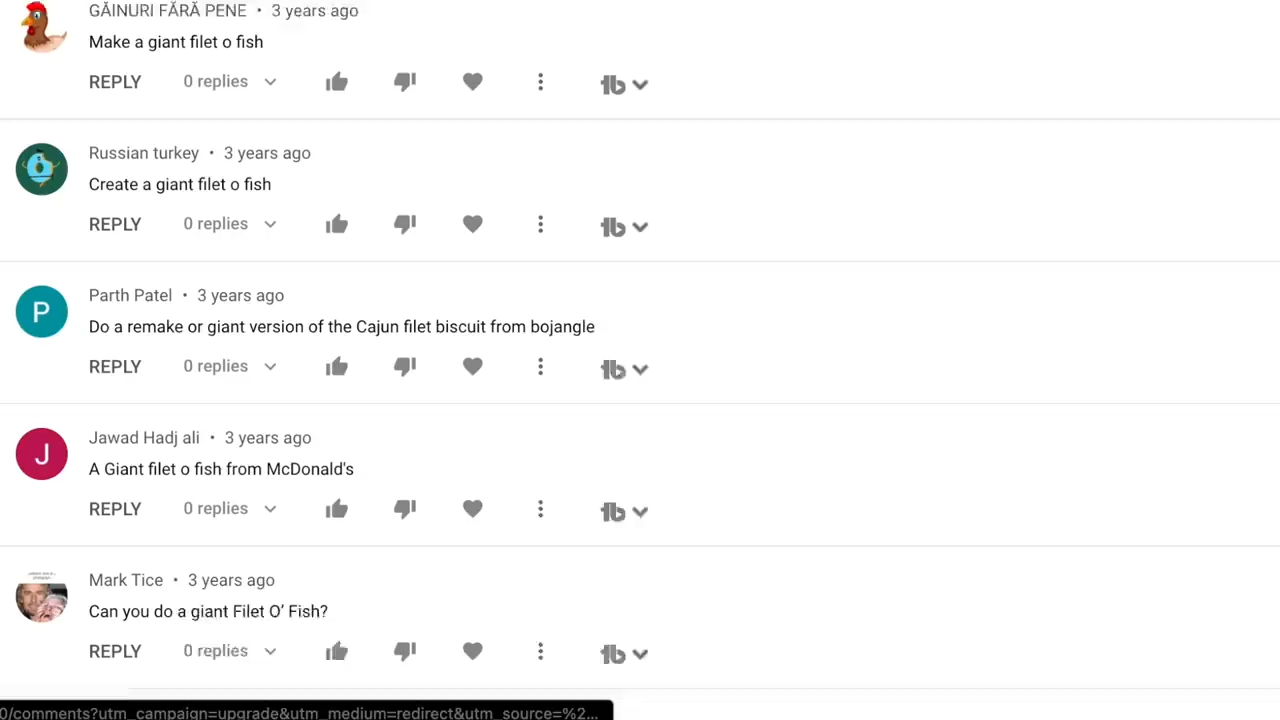 GĂINURI FĂRĂ PENE • 3 years ago
Make a giant filet o fish
REPLY 0 replies
Russian turkey • 3 years ago
Create a giant filet o fish
REPLY 0 replies
P
Parth Patel • 3 years ago
Do a remake or giant version of the Cajun filet biscuit from bojangle
REPLY 0 replies
J
Jawad Hadj ali • 3 years ago
A Giant filet o fish from McDonald's
REPLY 0 replies
Mark Tice • 3 years ago
Can you do a giant Filet O’ Fish?
REPLY 0 replies
0/comments?utm_campaign=upgrade&utm_medium=redirect&utm_source=%2...